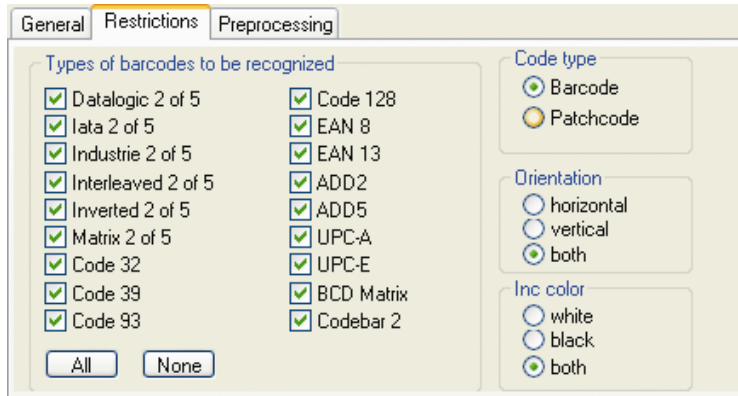 General Restrictions Preprocessing
Types of barcodes to be recognized
Datalogic 2 of 5
Iata 2 of 5
Industrie 2 of 5
Interleaved 2 of 5
Inverted 2 of 5
Matrix 2 of 5
Code 32
Code 39
Code 93
Code 128
EAN 8
EAN 13
ADD2
ADD5
UPC-A
UPC-E
BCD Matrix
Codebar 2
All None
Code type
Barcode
Patchcode
Orientation
horizontal
vertical
both
Inc color
white
black
both